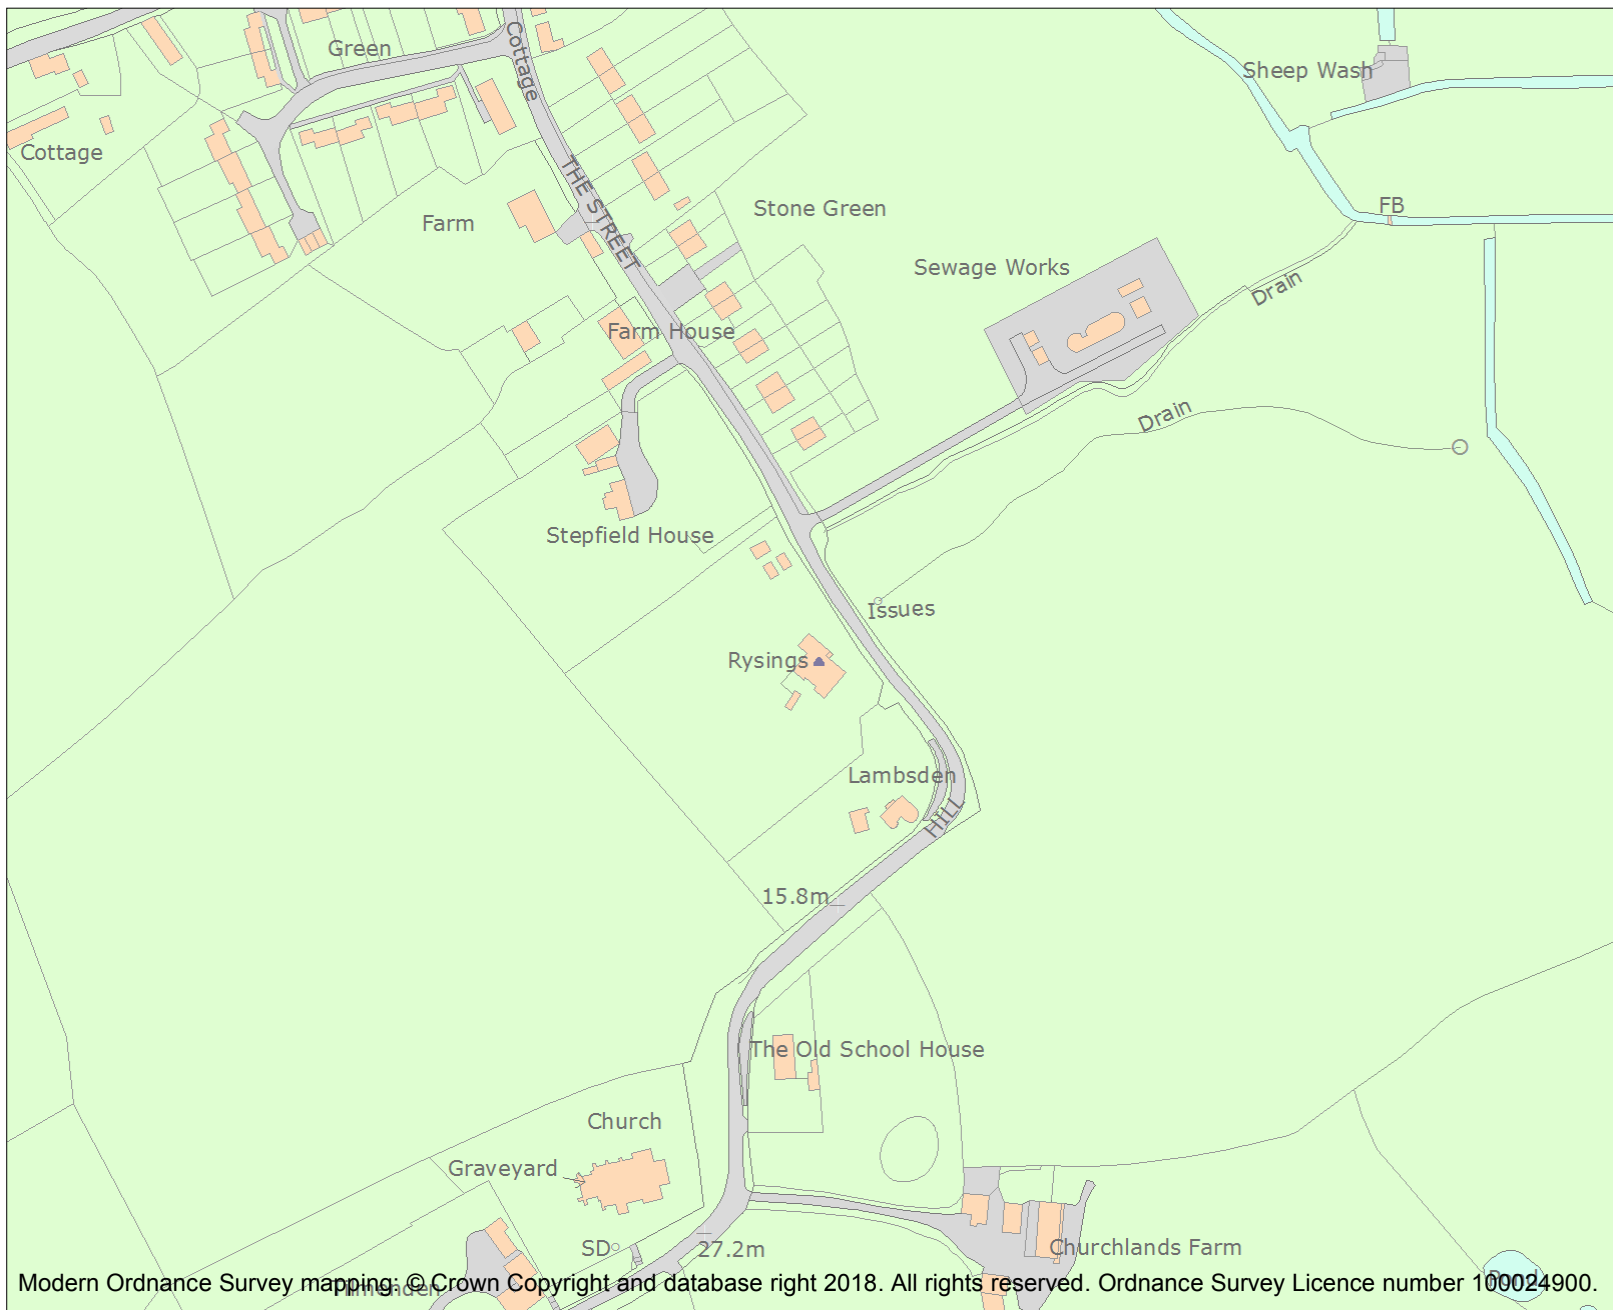 Green
Cottage
Sheep Wash
Cottage
THE STREET
Stone Green
FB
Farm
Sewage Works
Drain
Farm House
Drain
Stepfield House
Issues
Rysings
Lambsden
HILL
15.8m
The Old School House
Church
Graveyard
SD
27.2m
Churchlands Farm
Pond
Modern Ordnance Survey mapping: © Crown Copyright and database right 2018. All rights reserved. Ordnance Survey Licence number 100024900.